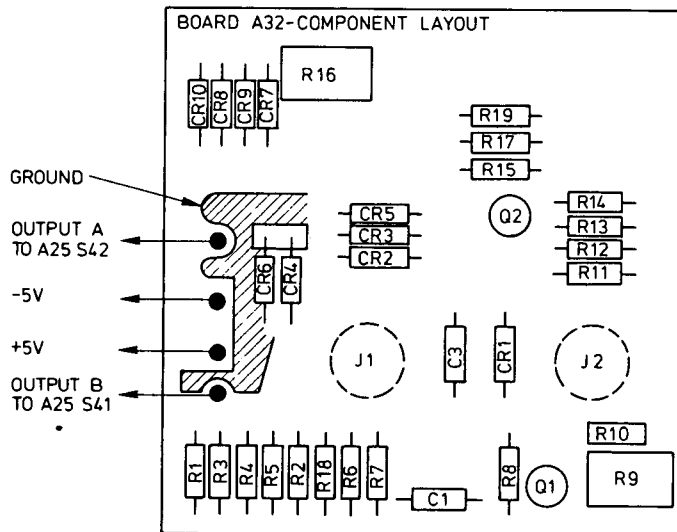 BOARD A32-COMPONENT LAYOUT
R16
CR10
CR8
CR9
CR7
R19
R17
R15
GROUND
OUTPUT A
TO A25 S42
-5V
+5V
OUTPUT B
TO A25 S41
CR5
CR3
CR2
CR6
CR4
Q2
R14
R13
R12
R11
J1
C3
CR1
J2
R1
R3
R4
R5
R2
R18
R6
R7
C1
R8
Q1
R10
R9